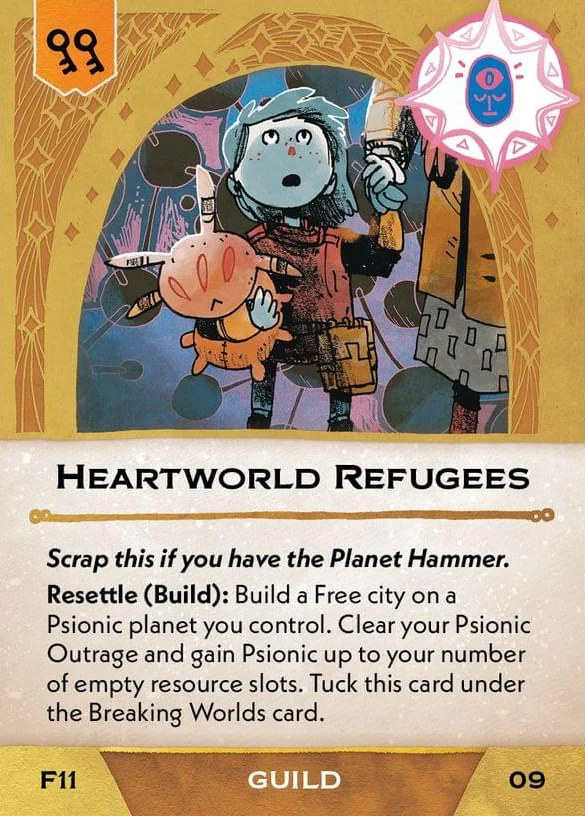 HEARTWORLD REFUGEES
Scrap this if you have the Planet Hammer.
Resettle (Build): Build a Free city on a
Psionic planet you control. Clear your Psionic
Outrage and gain Psionic up to your number
of empty resource slots. Tuck this card under
the Breaking Worlds card.
F11 GUILD 09